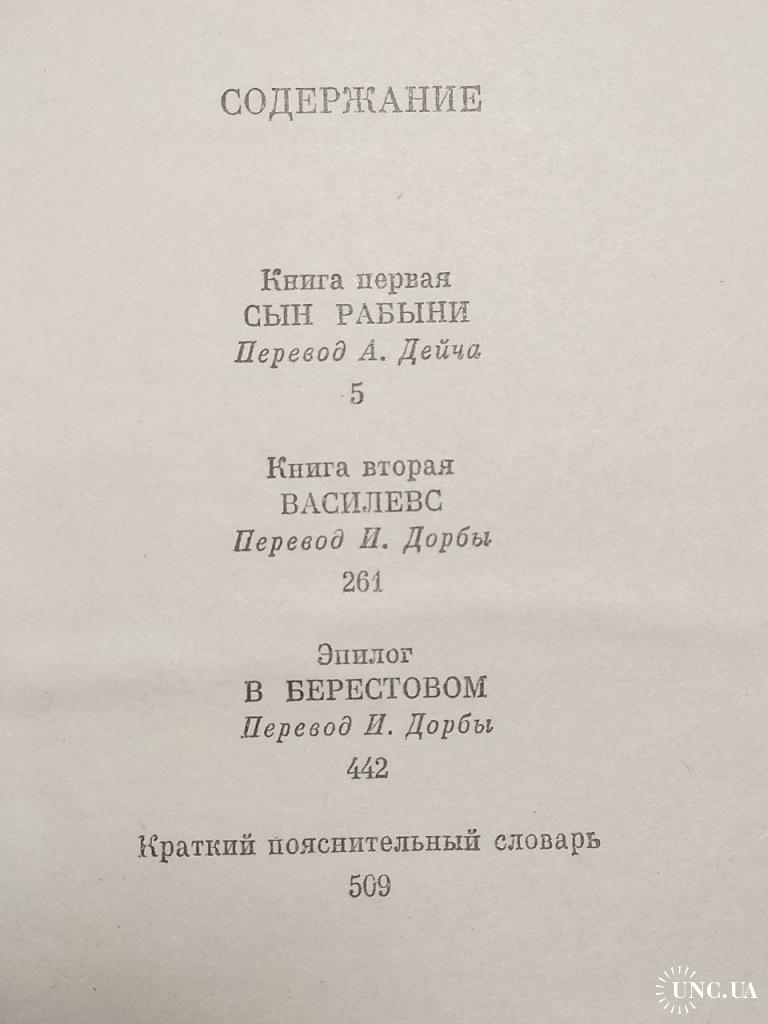 СОДЕРЖАНИЕ
Книга первая
СЫН РАБЫНИ
Перевод А. Дейча
5
Книга вторая
ВАСИЛЕВС
Перевод И. Дорбы
261
Эпилог
В БЕРЕСТОВОМ
Перевод И. Дорбы
442
Краткий пояснительный словарь
509
UNC.UA